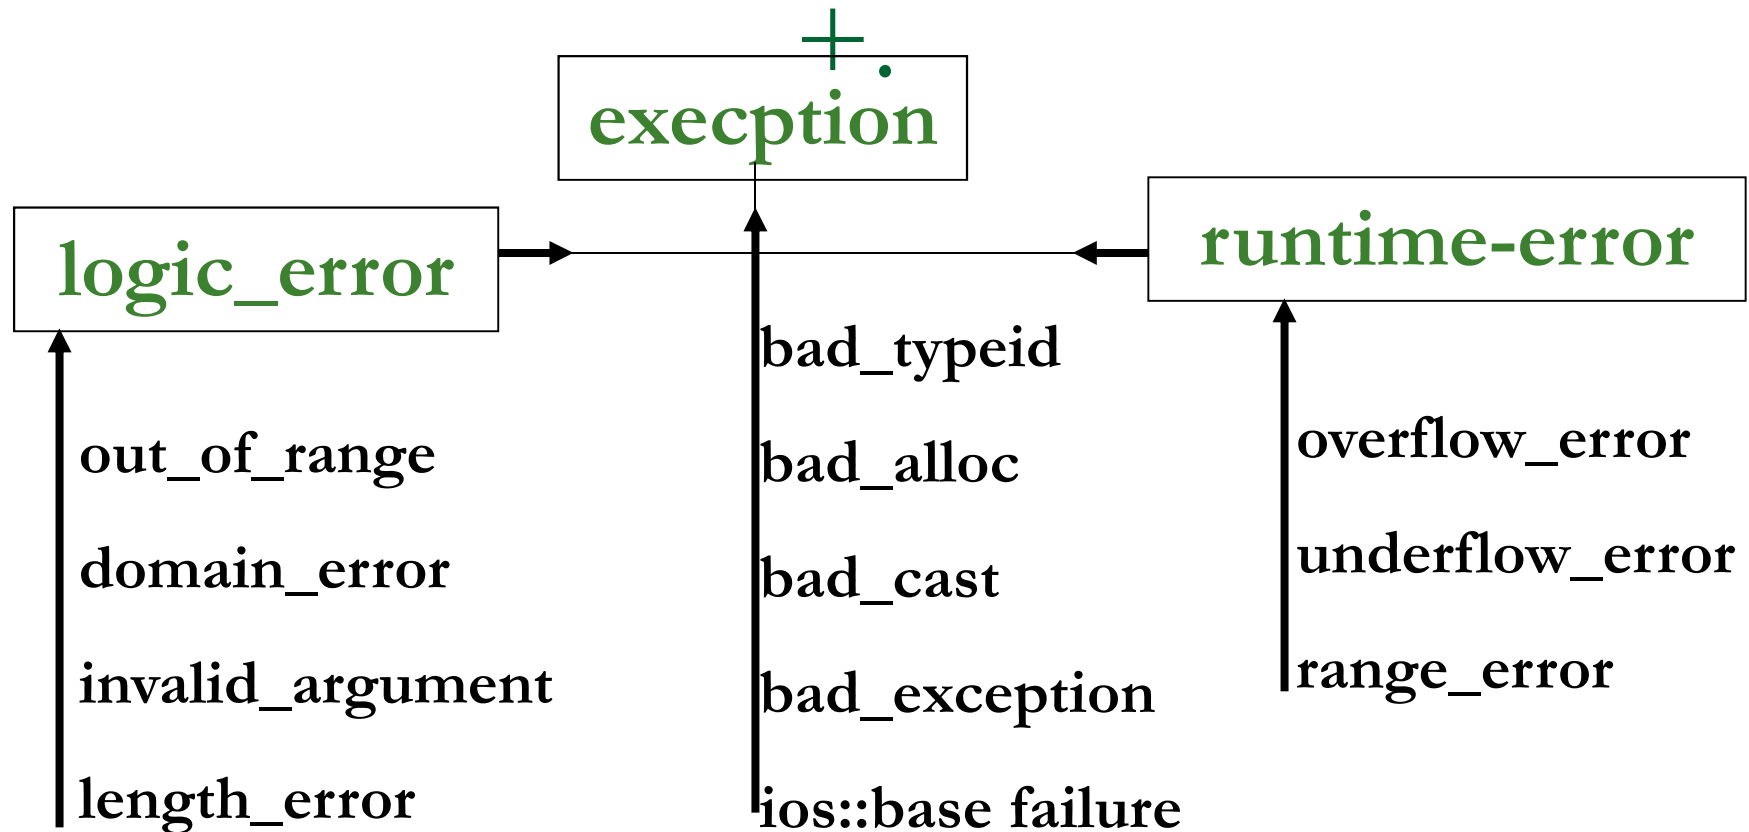 execption
logic_error
runtime-error
out_of_range
domain_error
invalid_argument
length_error
bad_typeid
bad_alloc
bad_cast
bad_exception
ios::base failure
overflow_error
underflow_error
range_error